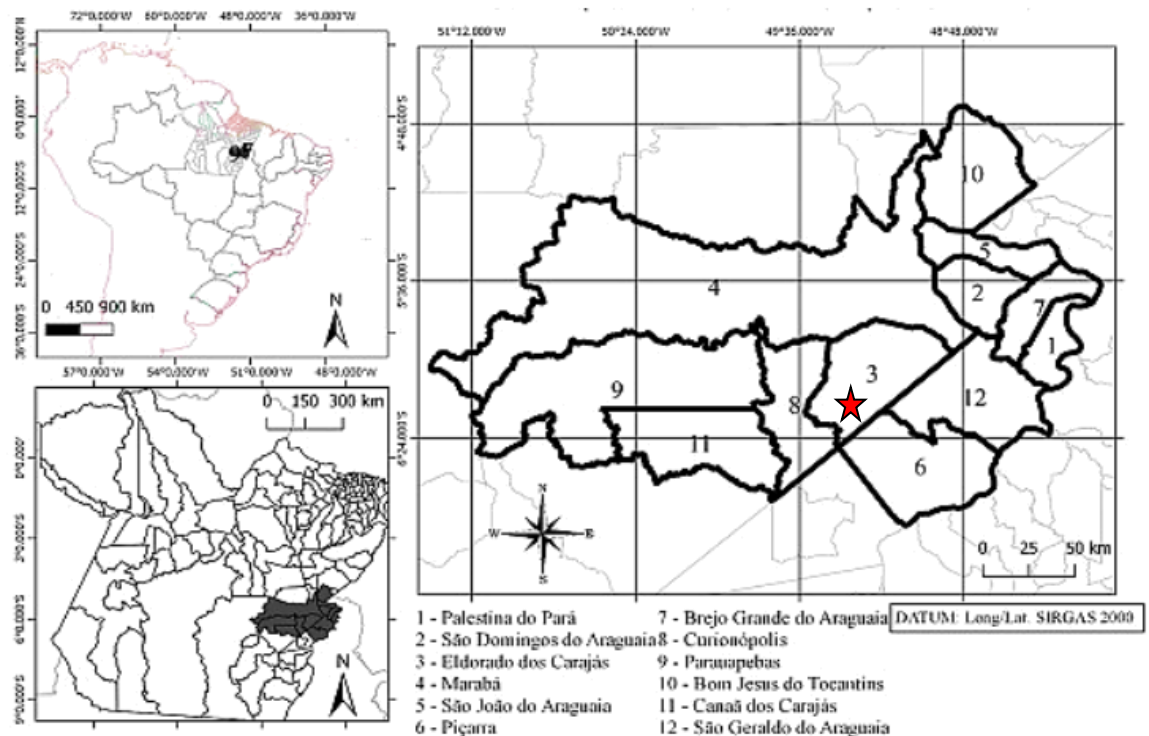 72°0.000'W 60°0.000'W 48°0.000'W 36°0.000'W
12°0.000'
0°0.000'
12°0.000'S
24°0.000'S
36°0.000'S
0 450 900 km
N
57°0.000'W 54°0.000'W 51°0.000'W 48°0.000'W
0 150 300 km
0°0.000'
3°0.000'S
6°0.000'S
9°0.000'S
N
51°12.000'W 50°24.000'W 48°48.000'W
4°48.000'S
5°36.000'S
6°24.000'S
10
5
4
2
7
1
3
9
8
12
11
6
N
W E
S
0 25 50 km
1 - Palestina do Pará
2 - São Domingos do Araguaia
3 - Eldorado dos Carajás
4 - Marabá
5 - São João do Araguaia
6 - Piçarra
7 - Brejo Grande do Araguaia
8 - Curionópolis
9 - Parauapebas
10 - Bom Jesus do Tocantins
11 - Canaã dos Carajás
12 - São Geraldo do Araguaia
DATUM: Long/Lat. SIRGAS 2000